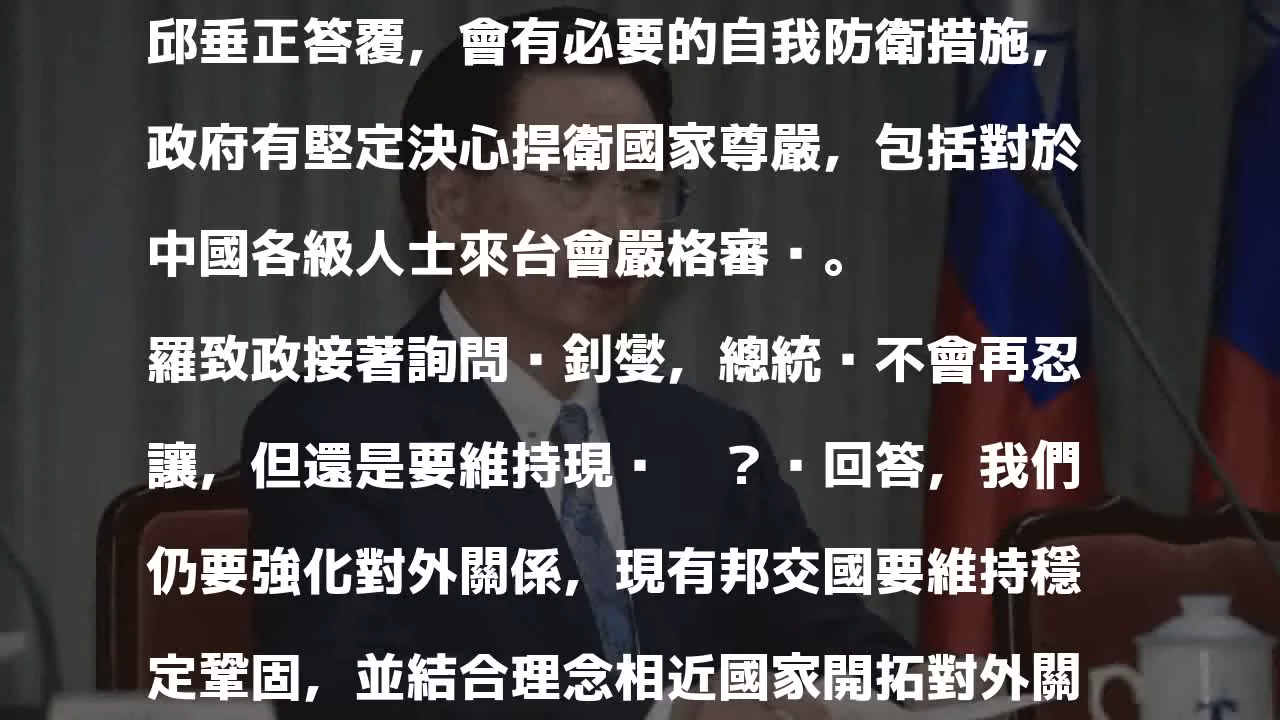 邱垂正答覆，會有必要的自我防衛措施，
政府有堅定決心捍衛國家尊嚴，包括對於
中國各級人士來台會嚴格審▪。
羅致政接著詢問▪釗燮，總統▪不會再忍
讓，但還是要維持現▪　？▪回答，我們
仍要強化對外關係，現有邦交國要維持穩
定鞏固，並結合理念相近國家開拓對外關